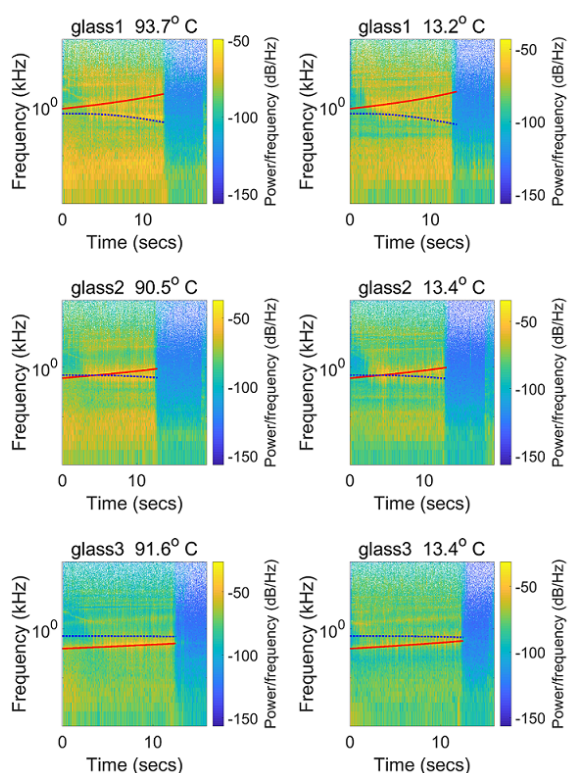 glass1 93.7° C
Frequency (kHz)
10⁰
0
10
Time (secs)
-50
-100
-150
Power/frequency (dB/Hz)
glass1 13.2° C
Frequency (kHz)
10⁰
0
10
Time (secs)
-50
-100
-150
Power/frequency (dB/Hz)
glass2 90.5° C
Frequency (kHz)
10⁰
0
10
Time (secs)
-50
-100
-150
Power/frequency (dB/Hz)
glass2 13.4° C
Frequency (kHz)
10⁰
0
10
Time (secs)
-50
-100
-150
Power/frequency (dB/Hz)
glass3 91.6° C
Frequency (kHz)
10⁰
0
10
Time (secs)
-50
-100
-150
Power/frequency (dB/Hz)
glass3 13.4° C
Frequency (kHz)
10⁰
0
10
Time (secs)
-50
-100
-150
Power/frequency (dB/Hz)